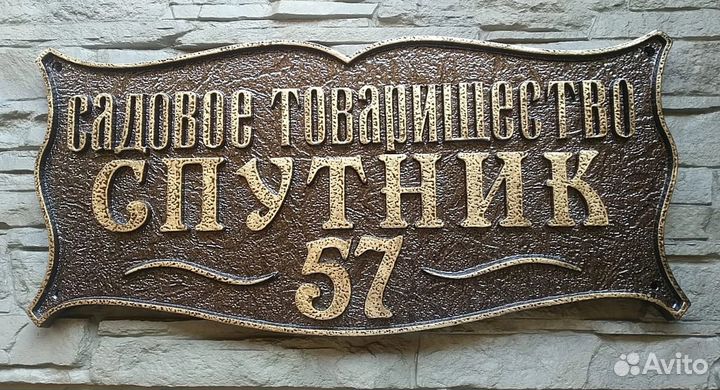 садовое товарищество
СПУТНИК
57
Avito